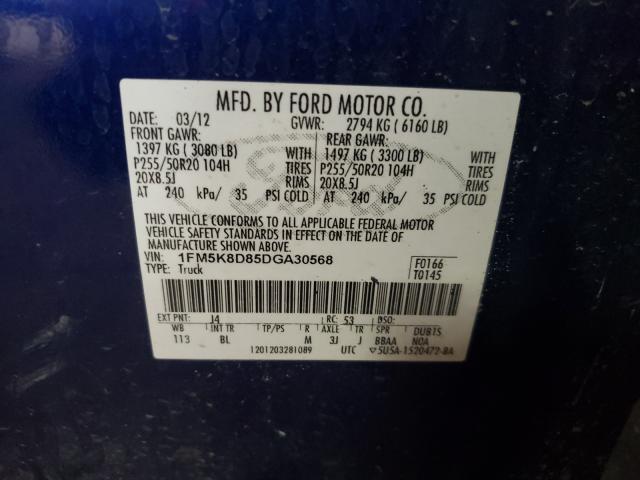 MFD. BY FORD MOTOR CO.
DATE: 03/12 GVWR: 2794 KG ( 6160 LB)
FRONT GAWR: REAR GAWR:
1397 KG ( 3080 LB) WITH 1497 KG ( 3300 LB) WITH
P255/50R20 104H TIRES P255/50R20 104H TIRES
20X8.5J RIMS 20X8.5J RIMS
AT 240 kPa/ 35 PSI COLD AT 240 kPa/ 35 PSI COLD
THIS VEHICLE CONFORMS TO ALL APPLICABLE FEDERAL MOTOR
VEHICLE SAFETY STANDARDS IN EFFECT ON THE DATE OF
MANUFACTURE SHOWN ABOVE.
VIN: 1FM5K8D85DGA30568 F0166
TYPE: Truck T0145
EXT PNT: J4 RC: 53 DSO:
WB INT TR TP/PS R AXLE TR SPR DUBTS
113 BL M 3J J BBAA NOA
1201203281089 UTC ▽5USA-1520472-BA
Ford